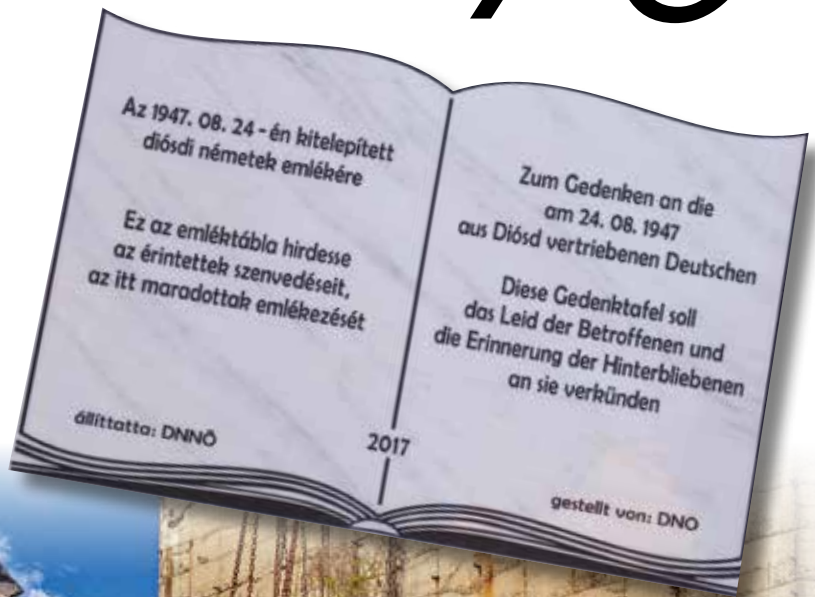 Az 1947. 08. 24 - én kitelepített
diósdi németek emlékére
Ez az emléktábla hirdesse
az érintettek szenvedéseit,
az itt maradottak emlékezését
állíttatta: DNNÖ
2017
Zum Gedenken an die
am 24. 08. 1947
aus Diósd vertriebenen Deutschen
Diese Gedenktafel soll
das Leid der Betroffenen und
die Erinnerung der Hinterbliebenen
an sie verkünden
gestellt von: DNO